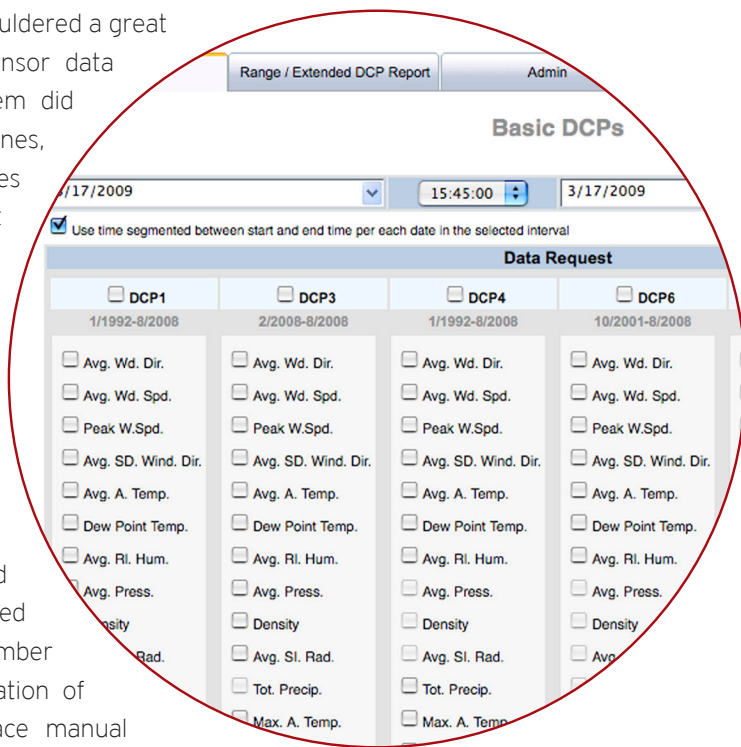 uldered a great
nsor data
em did
nes,
es
Range / Extended DCP Report Admin
Basic DCPs
/17/2009 15:45:00 3/17/2009
Use time segmented between start and end time per each date in the selected interval
Data Request
DCP1 DCP3 DCP4 DCP6
1/1992-8/2008 2/2008-8/2008 1/1992-8/2008 10/2001-8/2008
Avg. Wd. Dir. Avg. Wd. Dir. Avg. Wd. Dir. Avg. Wd. Dir.
Avg. Wd. Spd. Avg. Wd. Spd. Avg. Wd. Spd. Avg. Wd. Spd.
Peak W.Spd. Peak W.Spd. Peak W.Spd. Peak W.Spd.
Avg. SD. Wind. Dir. Avg. SD. Wind. Dir. Avg. SD. Wind. Dir. Avg. SD. Wind. Dir.
Avg. A. Temp. Avg. A. Temp. Avg. A. Temp. Avg. A. Temp.
Dew Point Temp. Dew Point Temp. Dew Point Temp. Dew Point Temp.
Avg. Rl. Hum. Avg. Rl. Hum. Avg. Rl. Hum. Avg. Rl. Hum.
Avg. Press. Avg. Press. Avg. Press. Avg. Press.
nsity Density Density Density
Rad. Avg. Sl. Rad. Avg. Sl. Rad. Avg
Tot. Precip. Tot. Precip.
Max. A. Temp. Max. A. Temp
d
ed
mber
ation of
ace manual